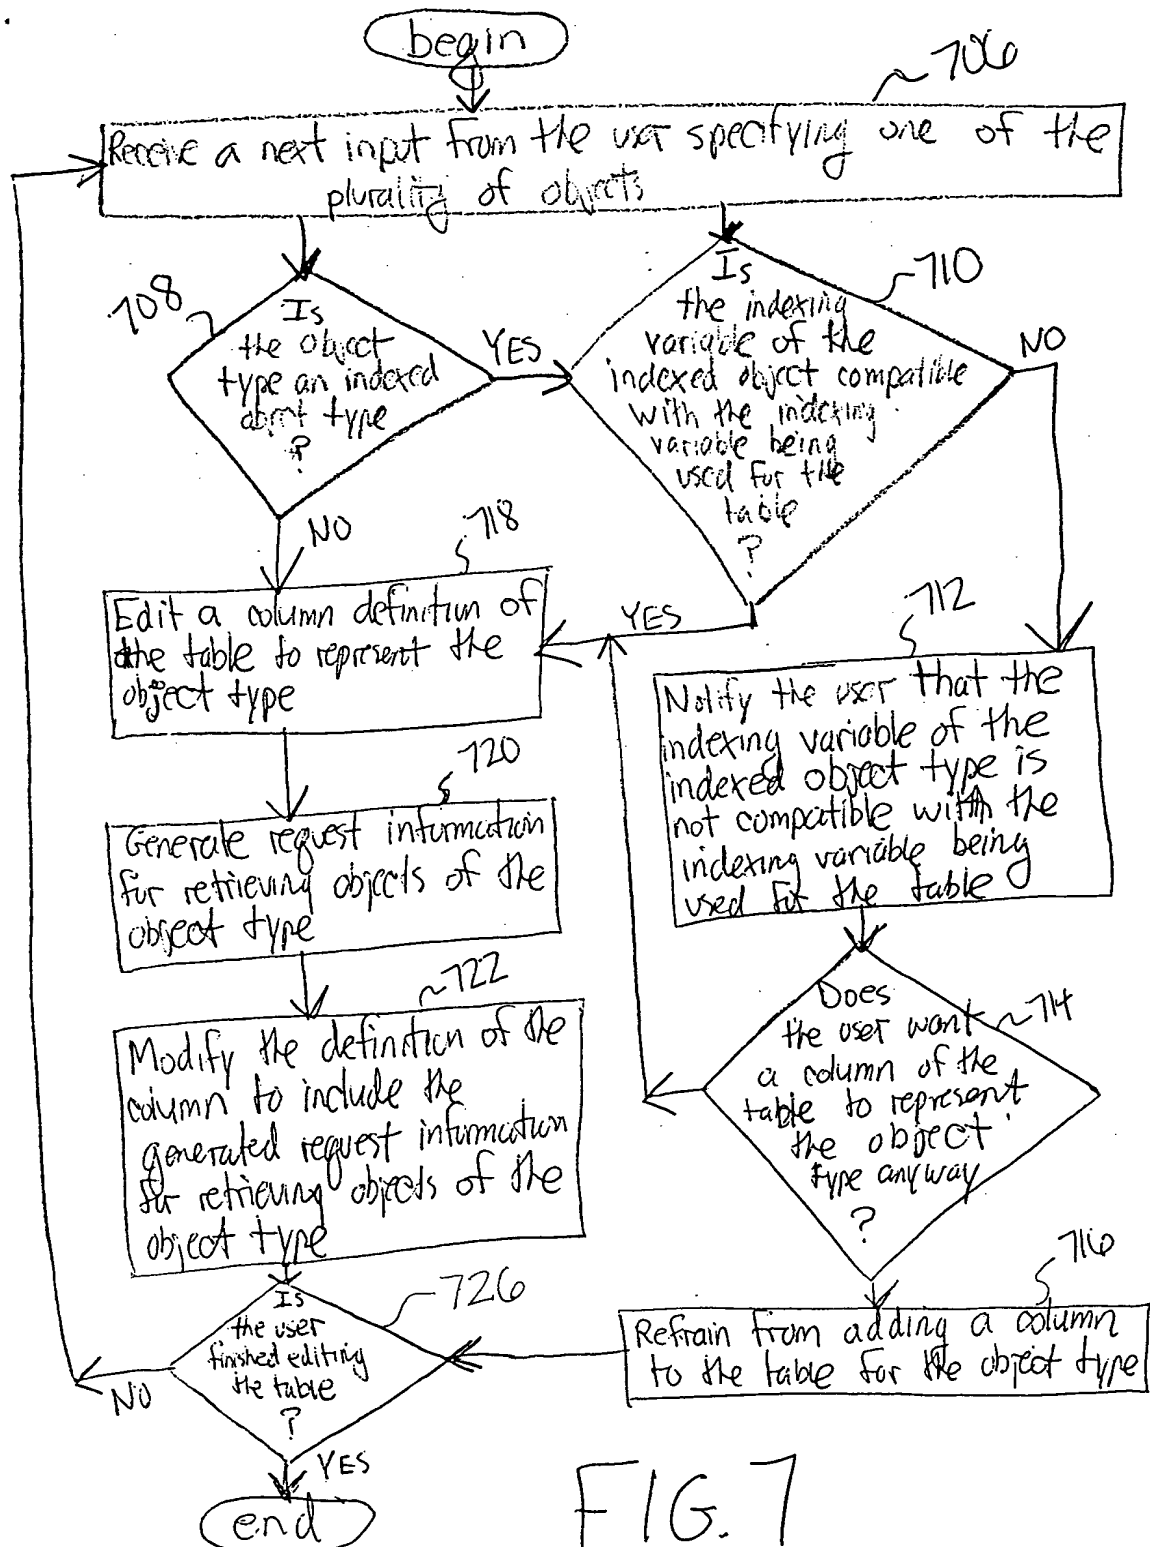 begin
706
Receive a next input from the user specifying one of the
plurality of objects
708
Is
the object
type an indexed
object type
?
YES
NO
710
Is
the indexing
variable of the
indexed object compatible
with the indexing
variable being
used for the
table
?
NO
YES
718
Edit a column definition of
the table to represent the
object type
712
Notify the user that the
indexing variable of the
indexed object type is
not compatible with the
indexing variable being
used for the table
720
Generate request information
for retrieving objects of the
object type
722
Modify the definition of the
column to include the
generated request information
for retrieving objects of the
object type
714
Does
the user want
a column of the
table to represent
the object
type anyway
?
716
Refrain from adding a column
to the table for the object type
726
Is
the user
finished editing
the table
?
NO
YES
end
FIG. 7